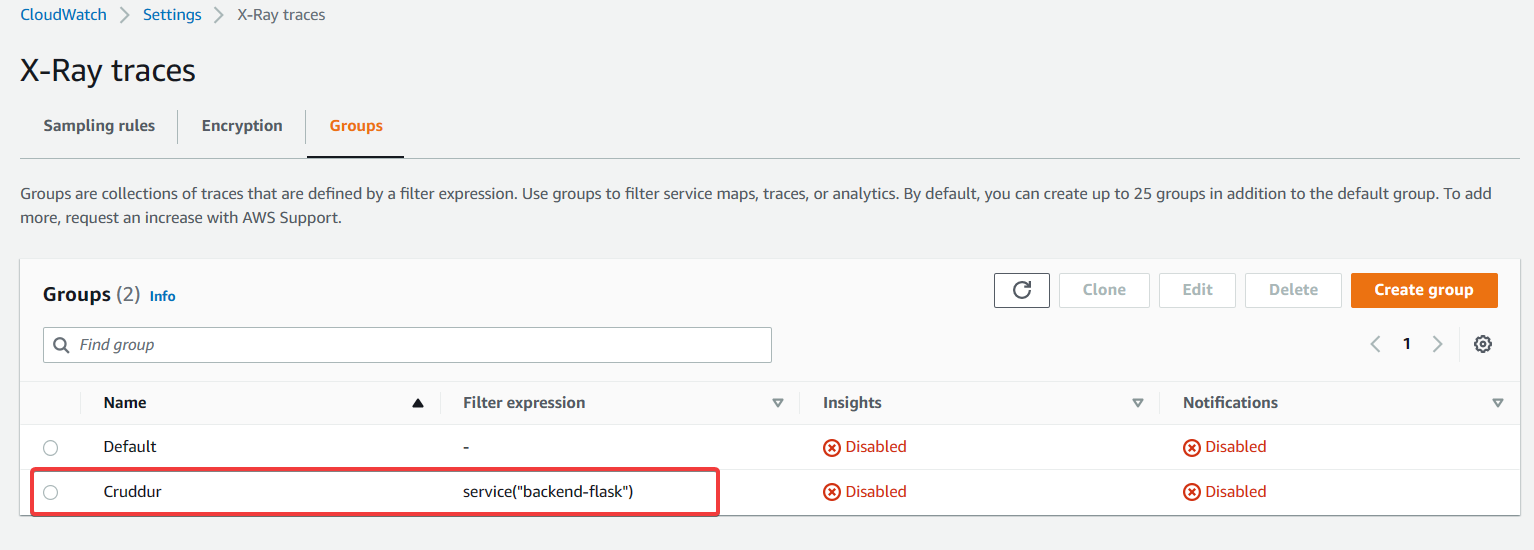 CloudWatch > Settings > X-Ray traces
X-Ray traces
Sampling rules Encryption Groups
Groups are collections of traces that are defined by a filter expression. Use groups to filter service maps, traces, or analytics. By default, you can create up to 25 groups in addition to the default group. To add
more, request an increase with AWS Support.
Groups (2) Info Clone Edit Delete Create group
Find group 1
Name Filter expression Insights Notifications
Default - Disabled Disabled
Cruddur service("backend-flask") Disabled Disabled